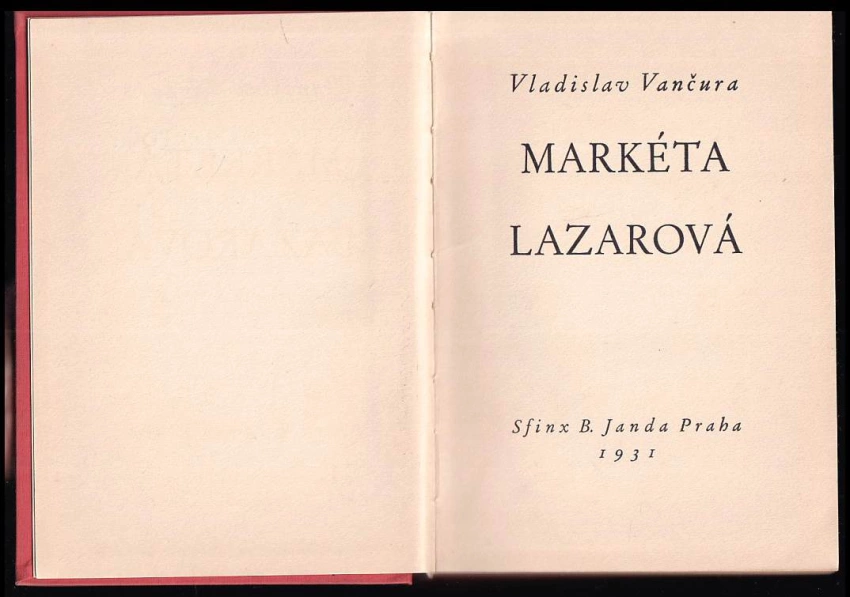 Vladislav Vančura
MARKÉTA
LAZAROVÁ
Sfinx B. Janda Praha
1931